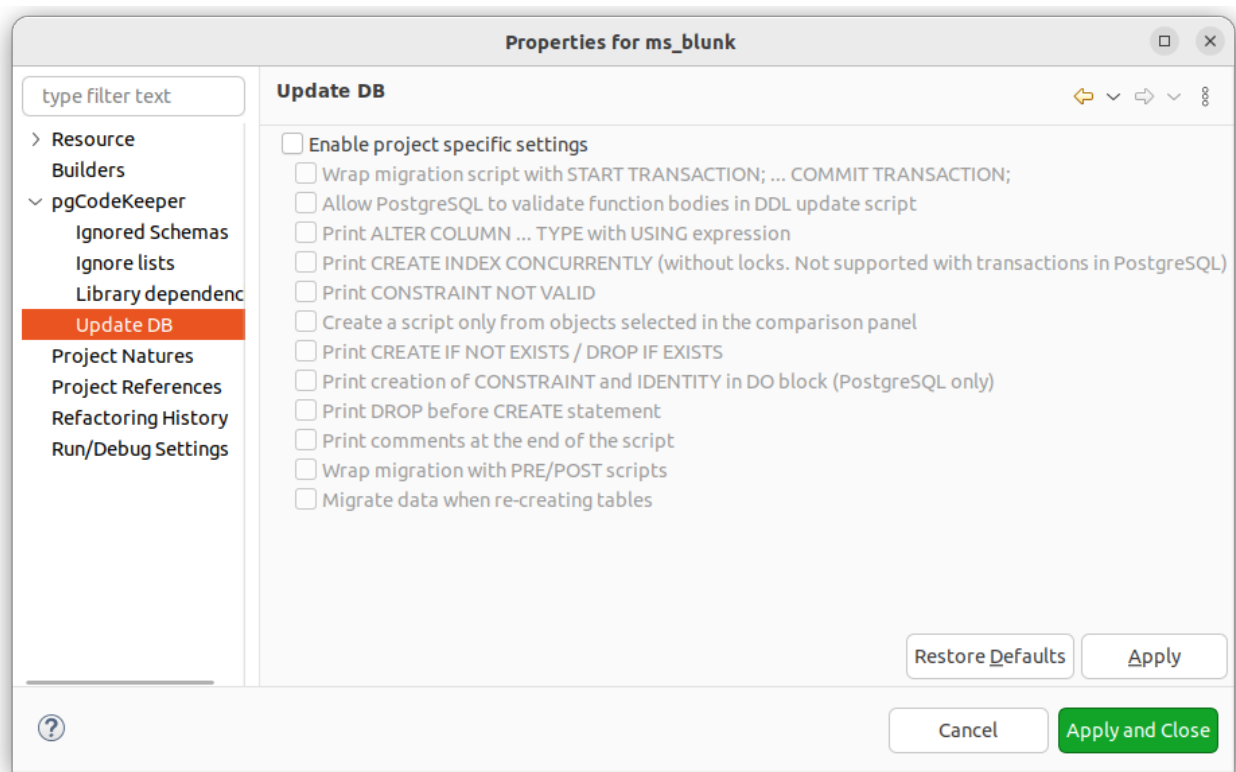 Properties for ms_blunk
type filter text
Resource
Builders
pgCodeKeeper
Ignored Schemas
Ignore lists
Library dependenc
Update DB
Project Natures
Project References
Refactoring History
Run/Debug Settings
Update DB
Enable project specific settings
Wrap migration script with START TRANSACTION; ... COMMIT TRANSACTION;
Allow PostgreSQL to validate function bodies in DDL update script
Print ALTER COLUMN ... TYPE with USING expression
Print CREATE INDEX CONCURRENTLY (without locks. Not supported with transactions in PostgreSQL)
Print CONSTRAINT NOT VALID
Create a script only from objects selected in the comparison panel
Print CREATE IF NOT EXISTS / DROP IF EXISTS
Print creation of CONSTRAINT and IDENTITY in DO block (PostgreSQL only)
Print DROP before CREATE statement
Print comments at the end of the script
Wrap migration with PRE/POST scripts
Migrate data when re-creating tables
Restore Defaults
Apply
Cancel
Apply and Close